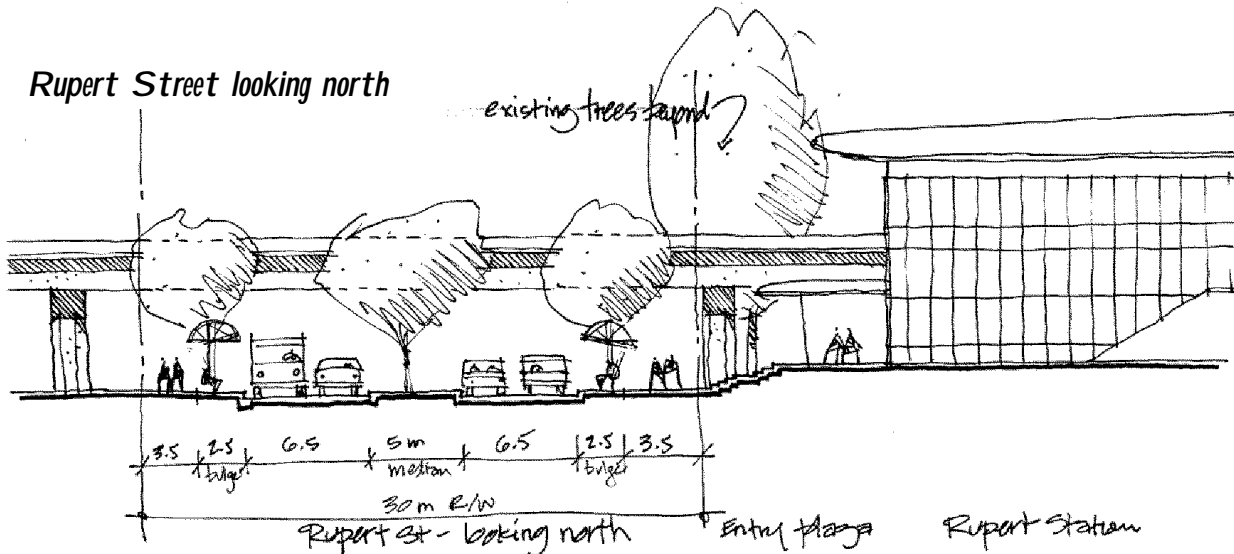 Rupert Street looking north
existing trees beyond
3.5 2.5 6.5 5m 6.5 2.5 3.5
bulge median bulge
30m R/W
Rupert St - looking north Entry plaza Rupert Station